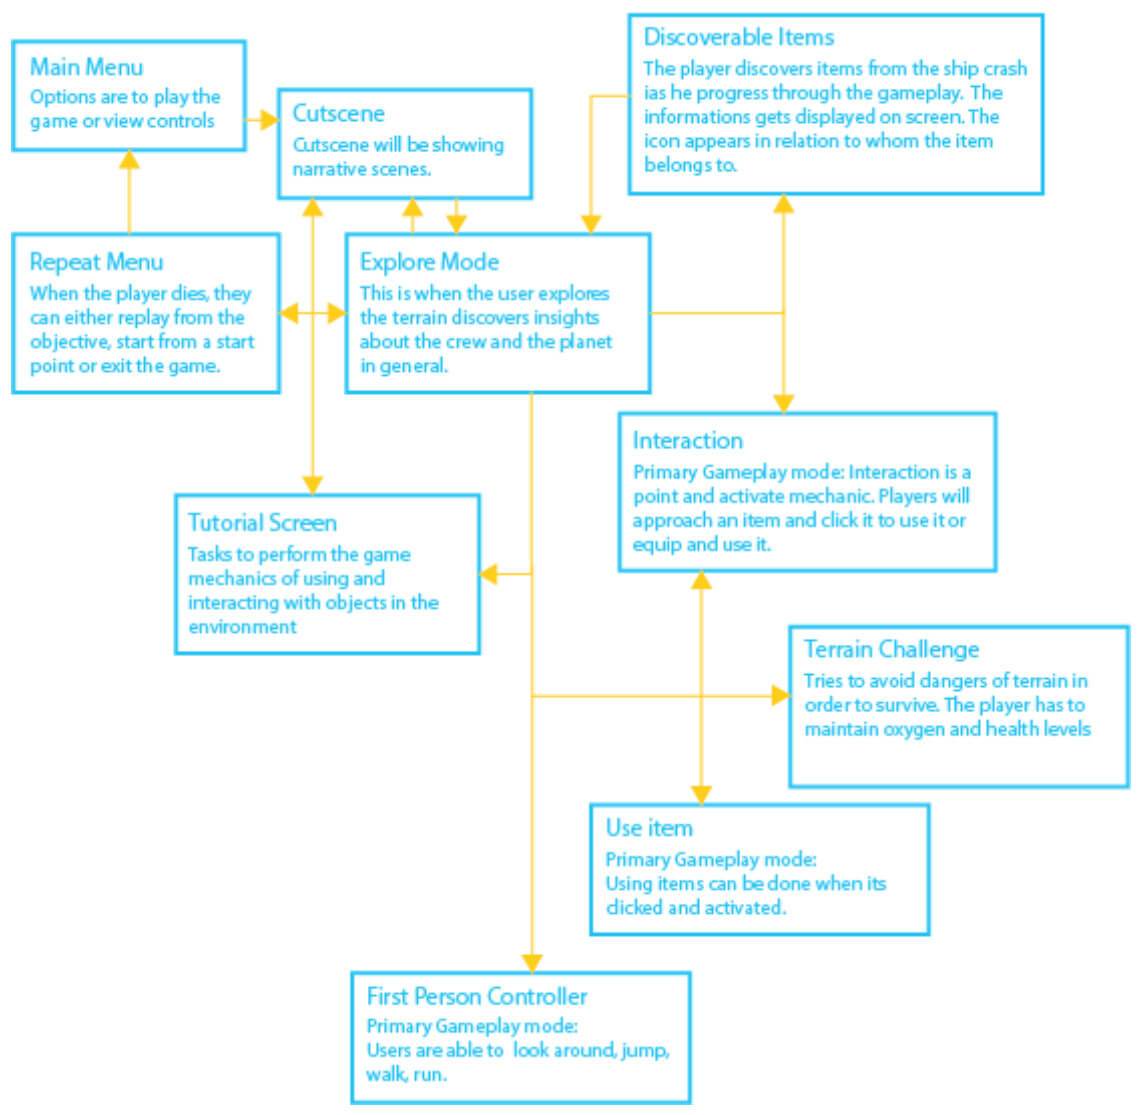 Main Menu
Options are to play the
game or view controls
Cutscene
Cutscene will be showing
narrative scenes.
Discoverable Items
The player discovers items from the ship crash
ias he progress through the gameplay. The
informations gets displayed on screen. The
icon appears in relation to whom the item
belongs to.
Repeat Menu
When the player dies, they
can either replay from the
objective, start from a start
point or exit the game.
Explore Mode
This is when the user explores
the terrain discovers insights
about the crew and the planet
in general.
Interaction
Primary Gameplay mode: Interaction is a
point and activate mechanic. Players will
approach an item and click it to use it or
equip and use it.
Tutorial Screen
Tasks to perform the game
mechanics of using and
interacting with objects in the
environment
Terrain Challenge
Tries to avoid dangers of terrain in
order to survive. The player has to
maintain oxygen and health levels
Use item
Primary Gameplay mode:
Using items can be done when its
clicked and activated.
First Person Controller
Primary Gameplay mode:
Users are able to look around, jump,
walk, run.